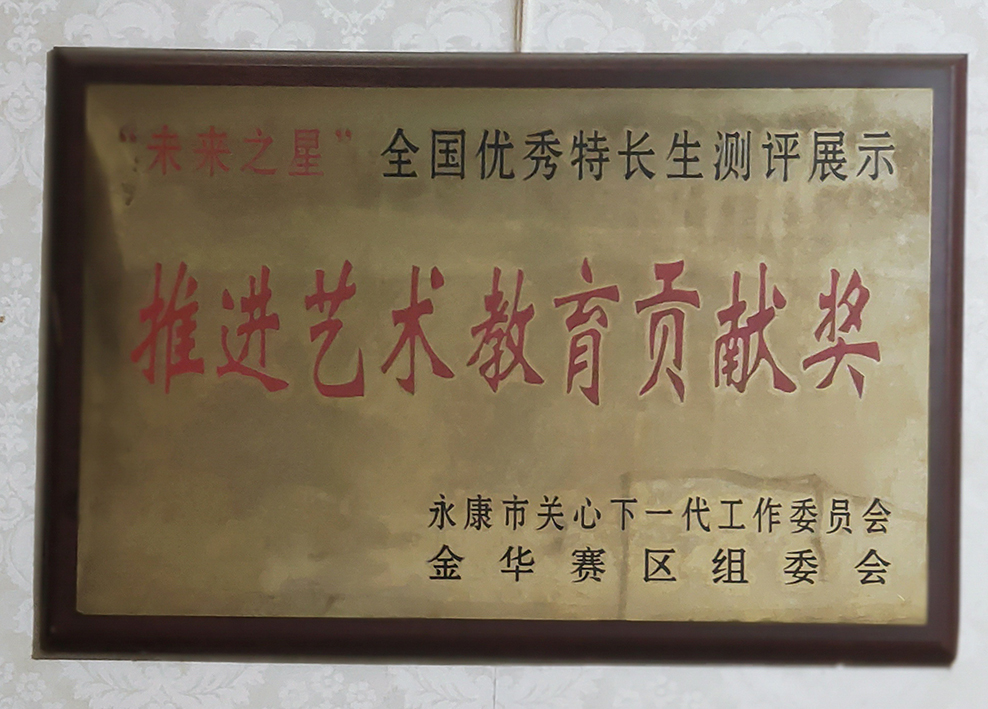 “未来之星”全国优秀特长生测评展示
推进艺术教育贡献奖
永康市关心下一代工作委员会
金华赛区组委会